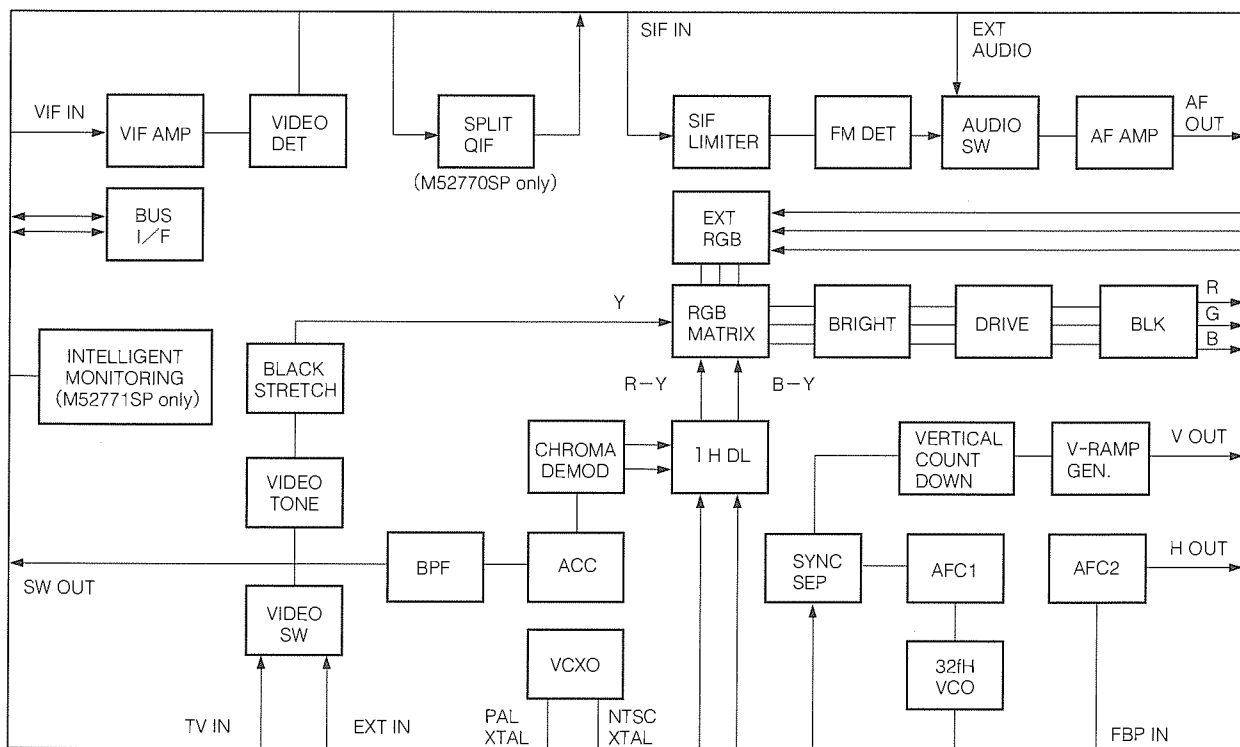 SIF IN
EXT
AUDIO
VIF IN
VIF AMP
VIDEO
DET
SPLIT
QIF
(M52770SP only)
SIF
LIMITER
FM DET
AUDIO
SW
AF AMP
AF
OUT
BUS
I/F
EXT
RGB
Y
RGB
MATRIX
BRIGHT
DRIVE
BLK
R
G
B
INTELLIGENT
MONITORING
(M52771SP only)
BLACK
STRETCH
R-Y
B-Y
CHROMA
DEMOD
1H DL
VERTICAL
COUNT
DOWN
V-RAMP
GEN.
V OUT
VIDEO
TONE
SW OUT
BPF
ACC
SYNC
SEP
AFC1
AFC2
H OUT
VIDEO
SW
VCXO
32fH
VCO
TV IN
EXT IN
PAL
XTAL
NTSC
XTAL
FBP IN